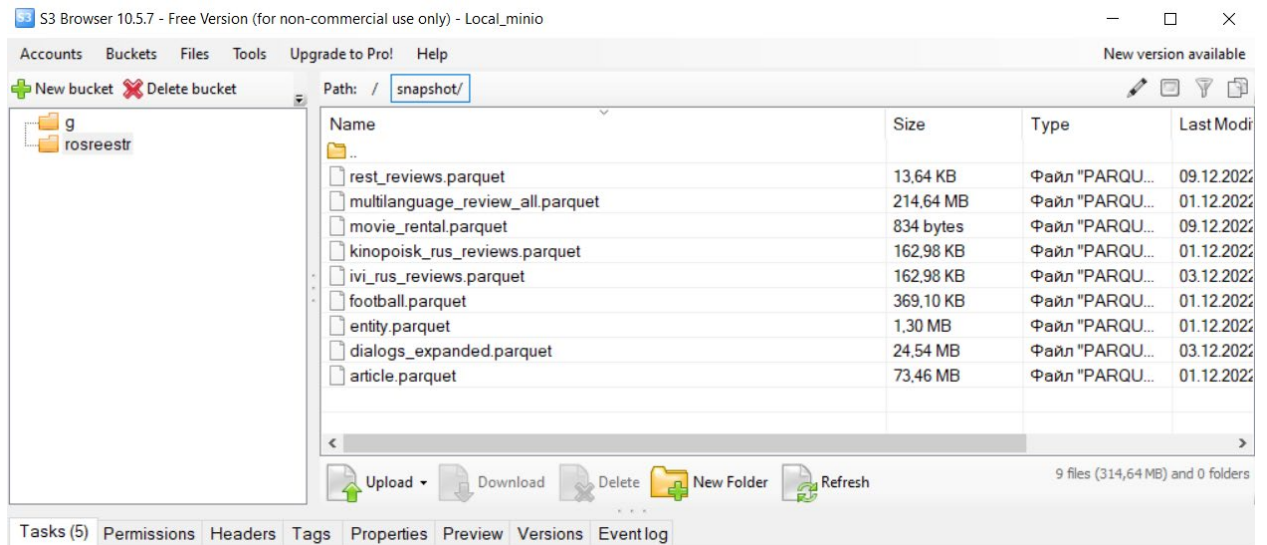 S3 Browser 10.5.7 - Free Version (for non-commercial use only) - Local_minio
Accounts Buckets Files Tools Upgrade to Pro! Help New version available
New bucket Delete bucket Path: / snapshot/
g
rosreestr
Name Size Type Last Modi
..
rest_reviews.parquet 13,64 KB Файл "PARQU... 09.12.2022
multilanguage_review_all.parquet 214,64 MB Файл "PARQU... 01.12.2022
movie_rental.parquet 834 bytes Файл "PARQU... 09.12.2022
kinopoisk_rus_reviews.parquet 162,98 KB Файл "PARQU... 01.12.2022
ivi_rus_reviews.parquet 162,98 KB Файл "PARQU... 03.12.2022
football.parquet 369,10 KB Файл "PARQU... 01.12.2022
entity.parquet 1,30 MB Файл "PARQU... 01.12.2022
dialogs_expanded.parquet 24,54 MB Файл "PARQU... 03.12.2022
article.parquet 73,46 MB Файл "PARQU... 01.12.2022
Upload Download Delete New Folder Refresh 9 files (314,64 MB) and 0 folders
Tasks (5) Permissions Headers Tags Properties Preview Versions Eventlog